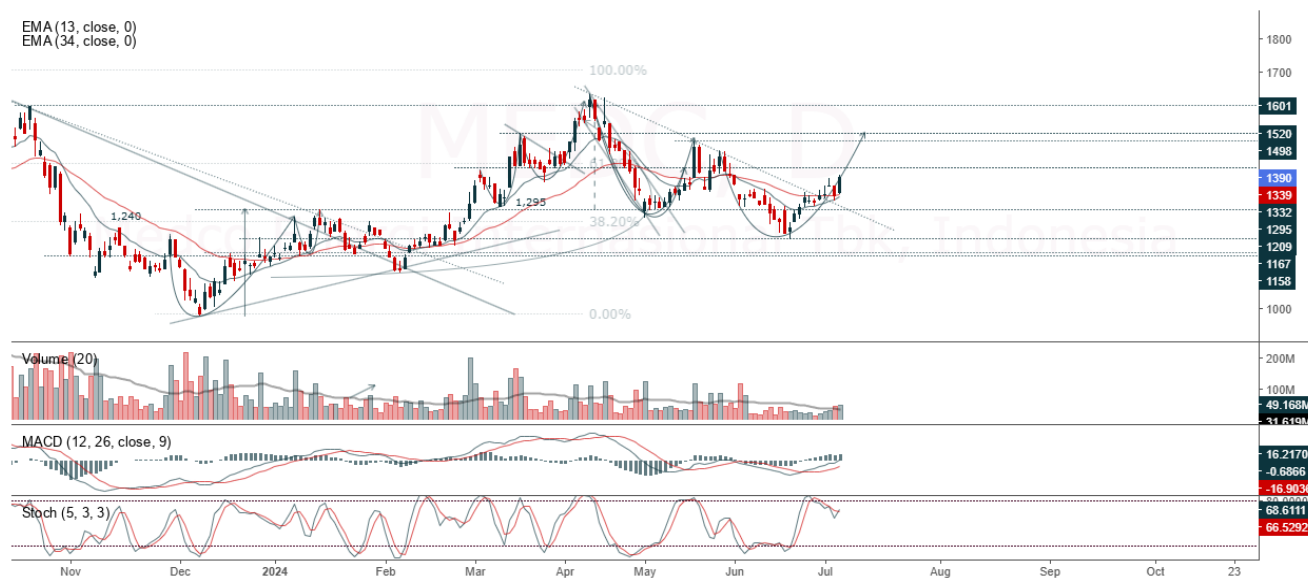 EMA (13, close, 0)
EMA (34, close, 0)
1800
1700
100.00%
1601
1520
1498
1390
1339
1332
1,295
1,240
38.20%
1295
1209
1167
1158
1000
0.00%
Volume (20)
200M
100M
49.168M
31.619M
MACD (12, 26, close, 9)
16.2170
-0.6866
-16.9036
Stoch (5, 3, 3)
68.6111
66.5292
Nov Dec 2024 Feb Mar Apr May Jun Jul Aug Sep Oct 23